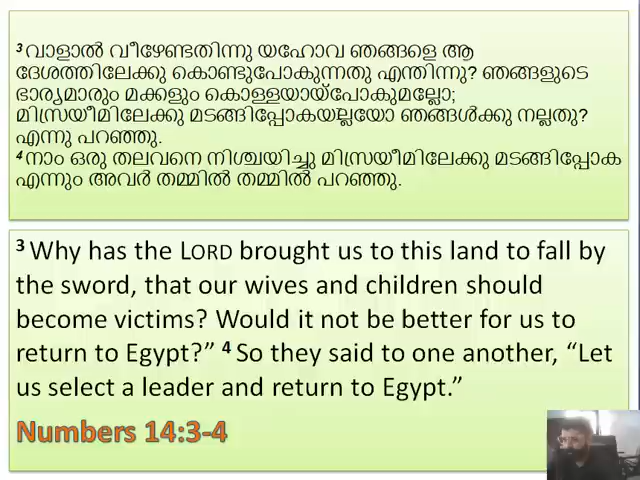 ³ വാളാൽ വീഴേണ്ടതിന്നു യഹോവ ഞങ്ങളെ ആ
ദേശത്തിലേക്കു കൊണ്ടുപോകുന്നതു എന്തിന്നു? ഞങ്ങളുടെ
ഭാര്യമാരും മക്കളും കൊള്ളയായ്പോകുമല്ലോ;
മിസ്രയീമിലേക്കു മടങ്ങിപ്പോകയല്ലയോ ഞങ്ങൾക്കു നല്ലതു?
എന്നു പറഞ്ഞു.
⁴ നാം ഒരു തലവനെ നിശ്ചയിച്ചു മിസ്രയീമിലേക്കു മടങ്ങിപ്പോക
എന്നും അവർ തമ്മിൽ തമ്മിൽ പറഞ്ഞു.
³ Why has the LORD brought us to this land to fall by
the sword, that our wives and children should
become victims? Would it not be better for us to
return to Egypt?” ⁴ So they said to one another, “Let
us select a leader and return to Egypt.”
Numbers 14:3-4